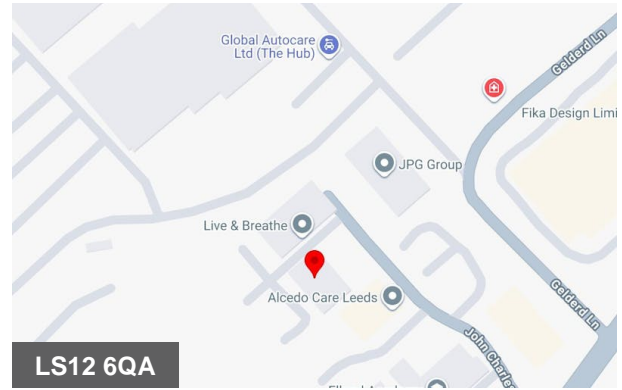 Global Autocare
Ltd (The Hub)
Gelderd Ln
Fika Design Limi
JPG Group
Live & Breathe
Alcedo Care Leeds
Gelderd Ln
John Charle
LS12 6QA